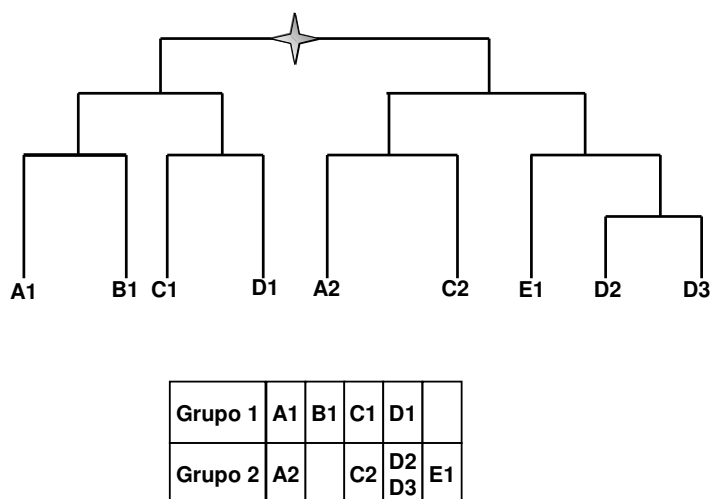 A1 B1 C1 D1 A2 C2 E1 D2 D3
Grupo 1 A1 B1 C1 D1
Grupo 2 A2 C2 D2 D3 E1